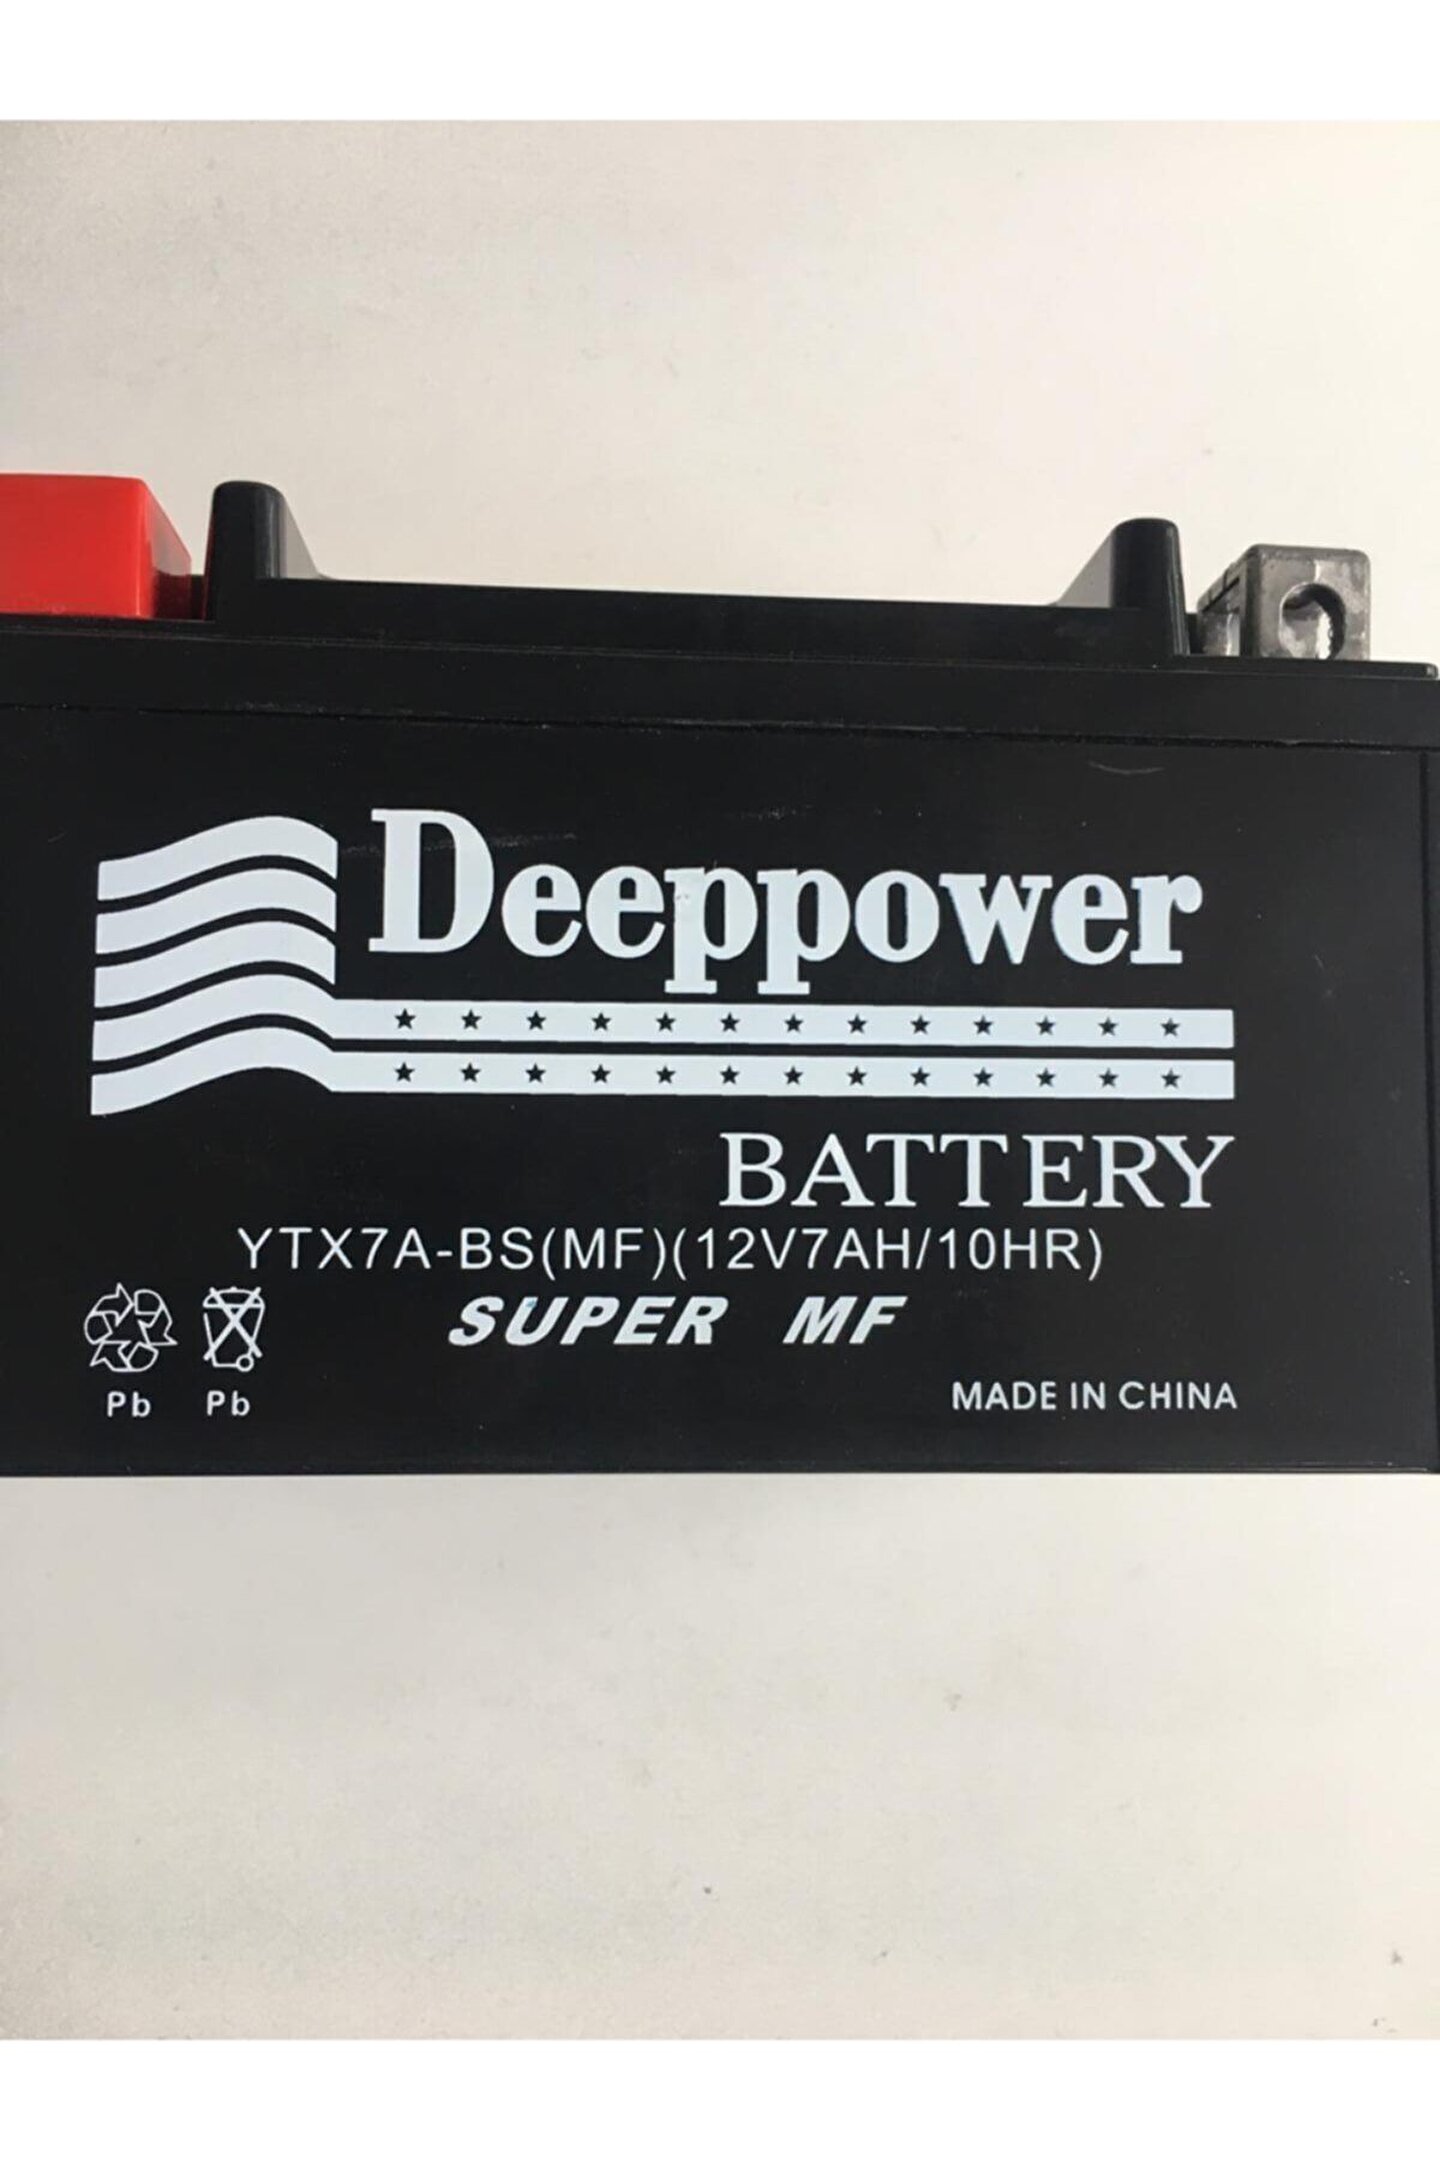 Deeppower
BATTERY
YTX7A-BS(MF)(12V7AH/10HR)
SUPER MF
Pb Pb
MADE IN CHINA